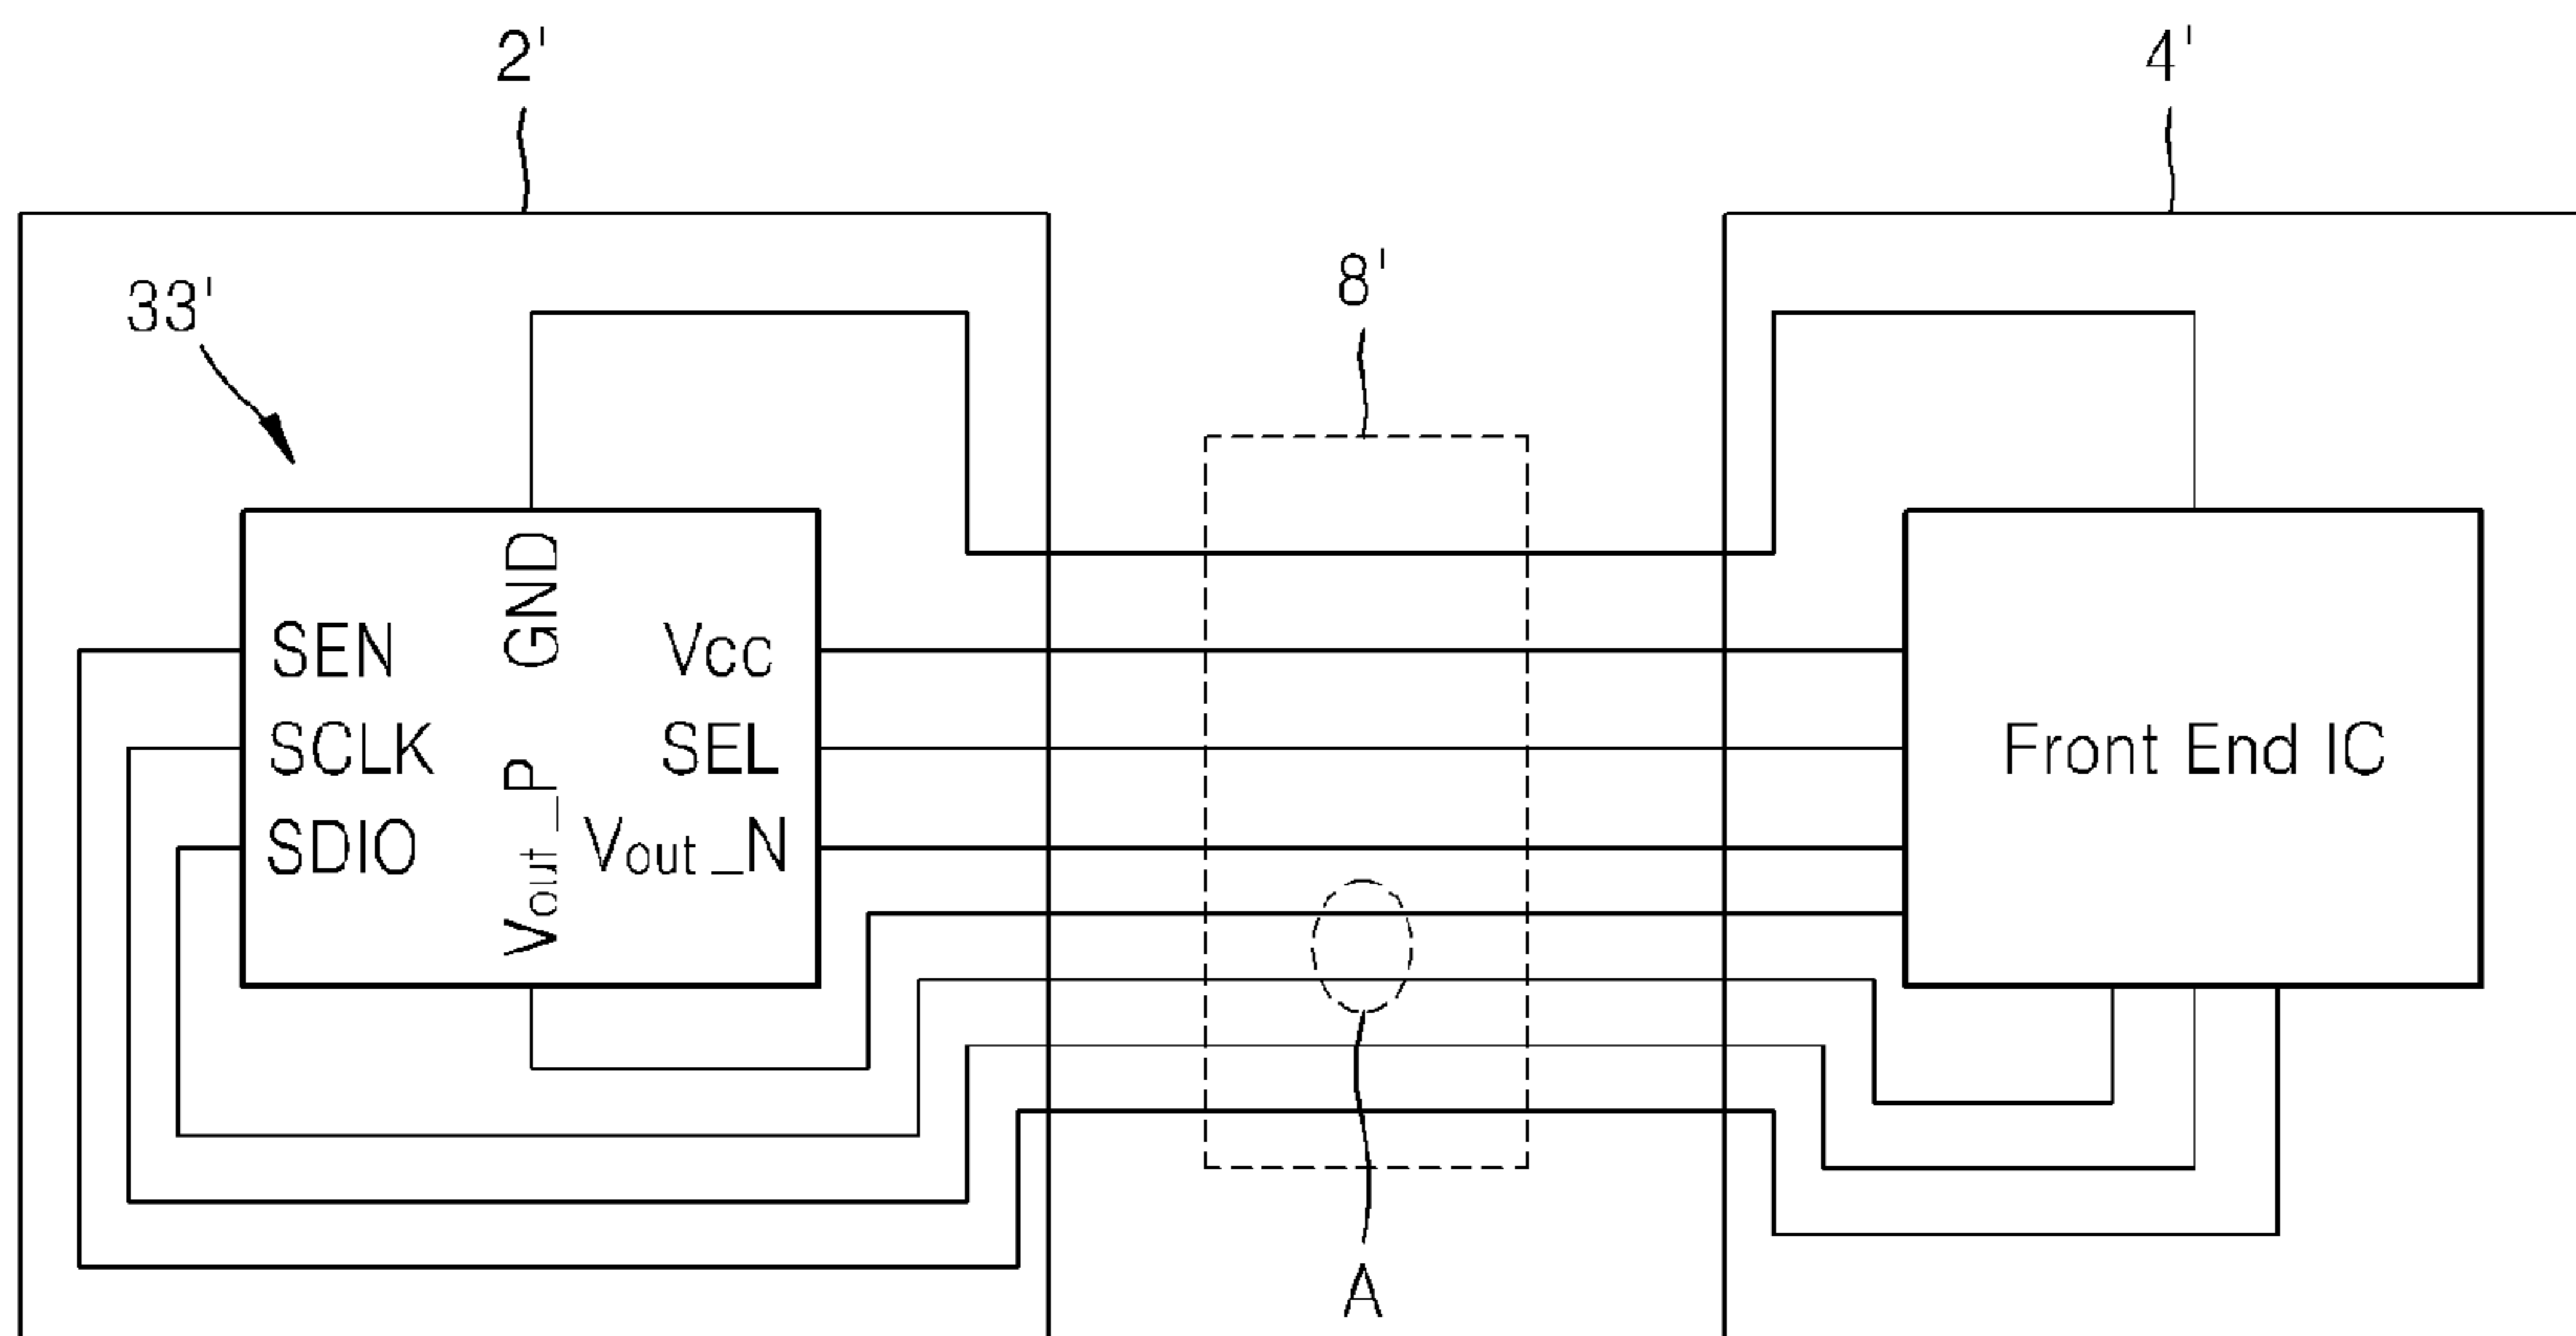 2'
4'
8'
33'
GND
SEN
Vcc
SCLK
SEL
Front End IC
SDIO
Vout_P
Vout_N
A